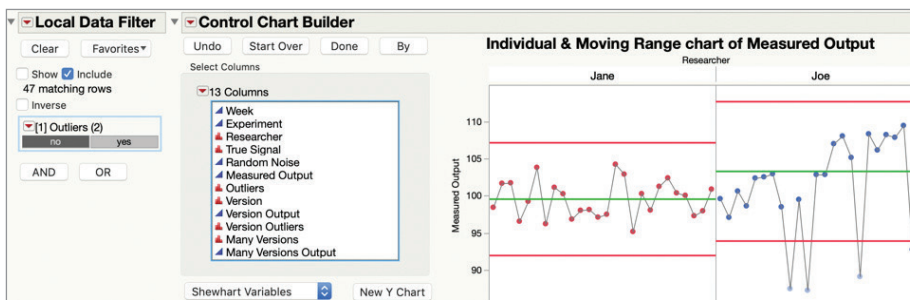 Local Data Filter
Clear Favorites
Show Include
47 matching rows
Inverse
[1] Outliers (2)
no yes
AND OR
Control Chart Builder
Undo Start Over Done By
Select Columns
13 Columns
Week
Experiment
Researcher
True Signal
Random Noise
Measured Output
Outliers
Version
Version Output
Version Outliers
Many Versions
Many Versions Output
Shewhart Variables New Y Chart
Individual & Moving Range chart of Measured Output
Researcher
Jane Joe
Measured Output
110
105
100
95
90